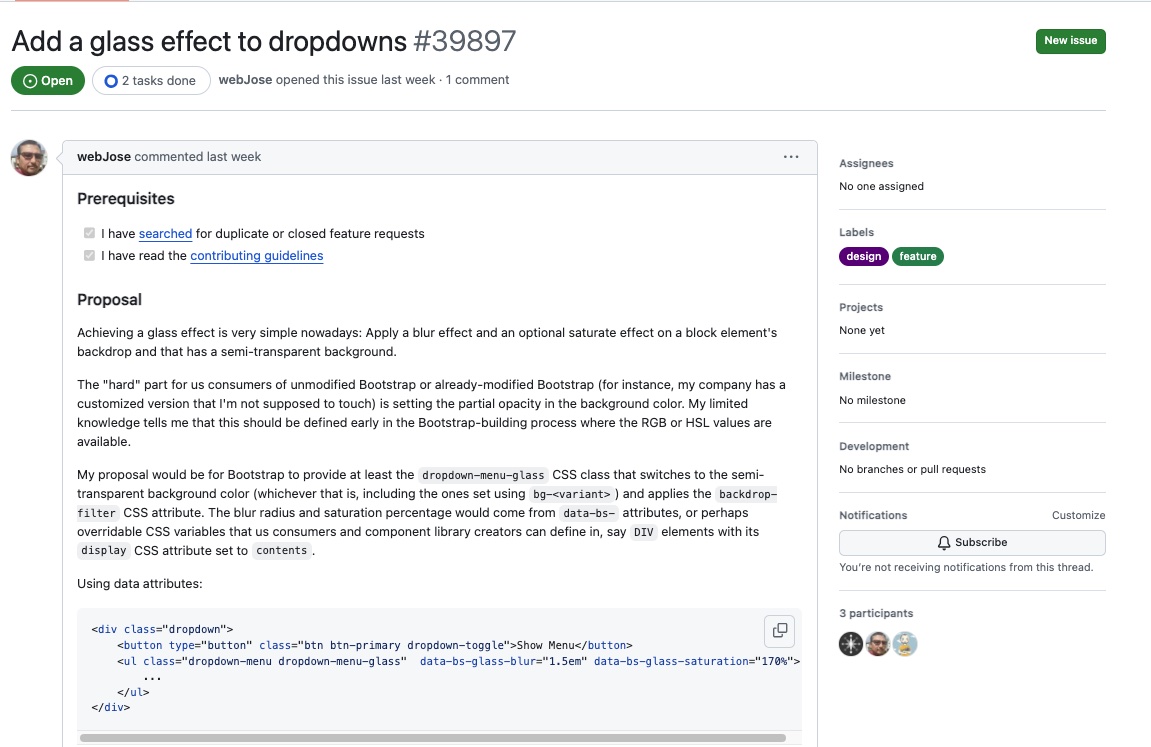 Add a glass effect to dropdowns #39897
New issue
Open
2 tasks done
webJose opened this issue last week · 1 comment
webJose commented last week
Prerequisites
I have searched for duplicate or closed feature requests
I have read the contributing guidelines
Proposal
Achieving a glass effect is very simple nowadays: Apply a blur effect and an optional saturate effect on a block element's
backdrop and that has a semi-transparent background.
The "hard" part for us consumers of unmodified Bootstrap or already-modified Bootstrap (for instance, my company has a
customized version that I'm not supposed to touch) is setting the partial opacity in the background color. My limited
knowledge tells me that this should be defined early in the Bootstrap-building process where the RGB or HSL values are
available.
My proposal would be for Bootstrap to provide at least the dropdown-menu-glass CSS class that switches to the semi-
transparent background color (whichever that is, including the ones set using bg-<variant> ) and applies the backdrop-
filter CSS attribute. The blur radius and saturation percentage would come from data-bs- attributes, or perhaps
overridable CSS variables that us consumers and component library creators can define in, say DIV elements with its
display CSS attribute set to contents .
Using data attributes:
<div class="dropdown">
    <button type="button" class="btn btn-primary dropdown-toggle">Show Menu</button>
    <ul class="dropdown-menu dropdown-menu-glass"  data-bs-glass-blur="1.5em" data-bs-glass-saturation="170%">
        ...
    </ul>
</div>
Assignees
No one assigned
Labels
design
feature
Projects
None yet
Milestone
No milestone
Development
No branches or pull requests
Notifications
Customize
Subscribe
You're not receiving notifications from this thread.
3 participants